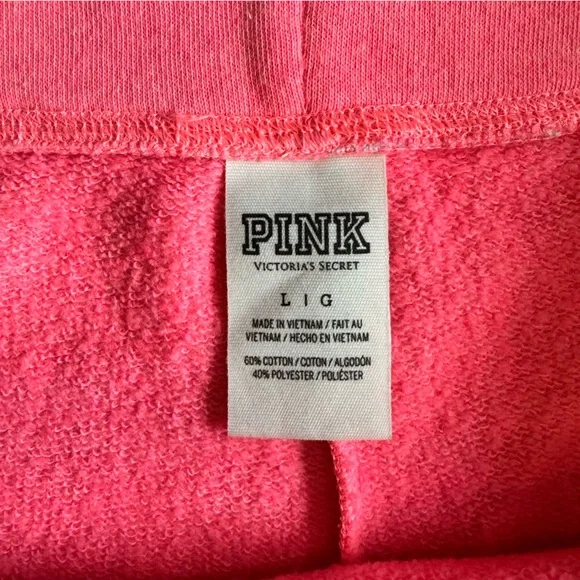 PINK
VICTORIA'S SECRET
L | G
MADE IN VIETNAM / FAIT AU
VIETNAM / HECHO EN VIETNAM
60% COTTON / COTON / ALGODÓN
40% POLYESTER / POLIÉSTER